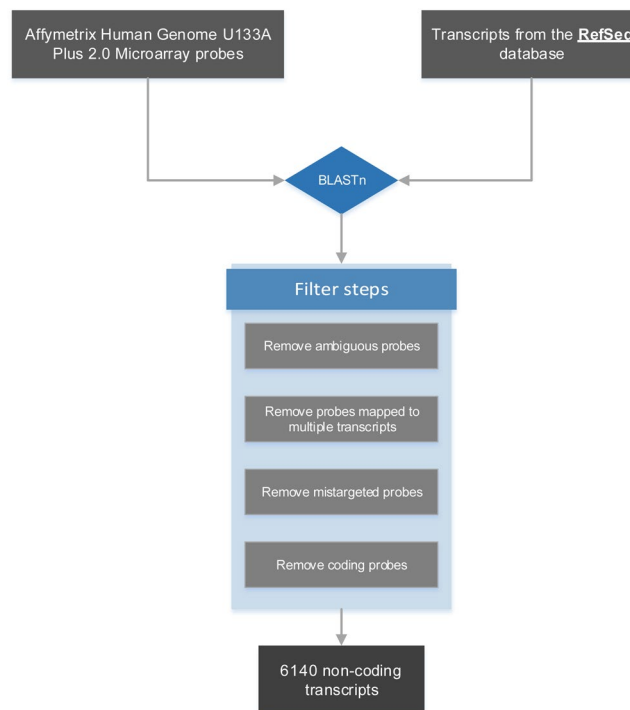 Affymetrix Human Genome U133A
Plus 2.0 Microarray probes
Transcripts from the RefSeq
database
BLASTn
Filter steps
Remove ambiguous probes
Remove probes mapped to
multiple transcripts
Remove mistargeted probes
Remove coding probes
6140 non-coding
transcripts